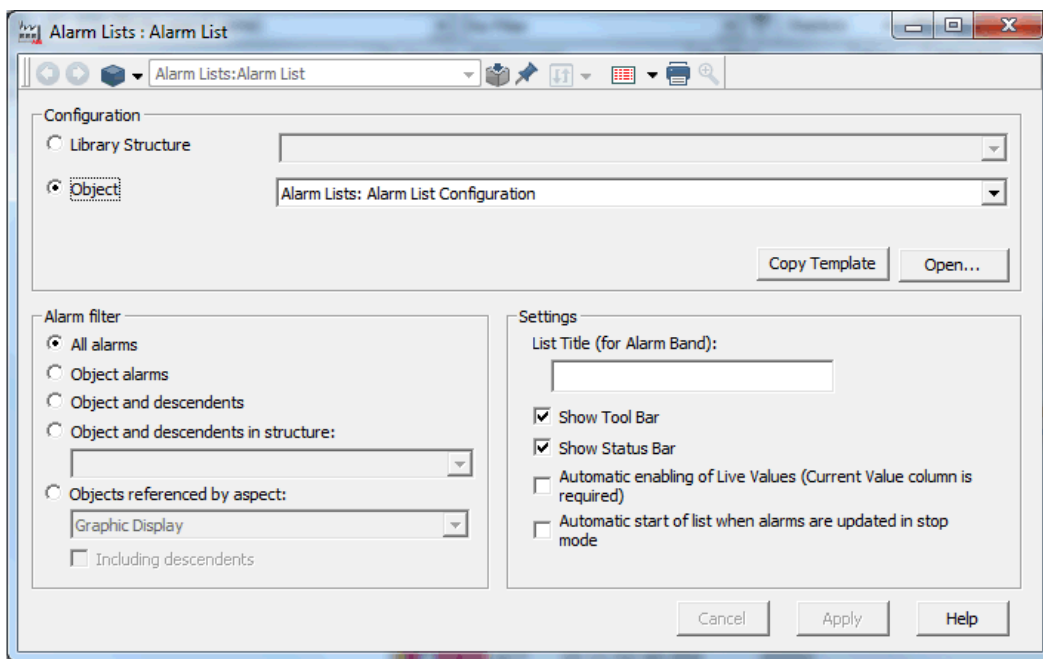 Alarm Lists : Alarm List
Alarm Lists:Alarm List
Configuration
Library Structure
Object
Alarm Lists: Alarm List Configuration
Copy Template
Open...
Alarm filter
All alarms
Object alarms
Object and descendents
Object and descendents in structure:
Objects referenced by aspect:
Graphic Display
Including descendents
Settings
List Title (for Alarm Band):
Show Tool Bar
Show Status Bar
Automatic enabling of Live Values (Current Value column is
required)
Automatic start of list when alarms are updated in stop
mode
Cancel
Apply
Help